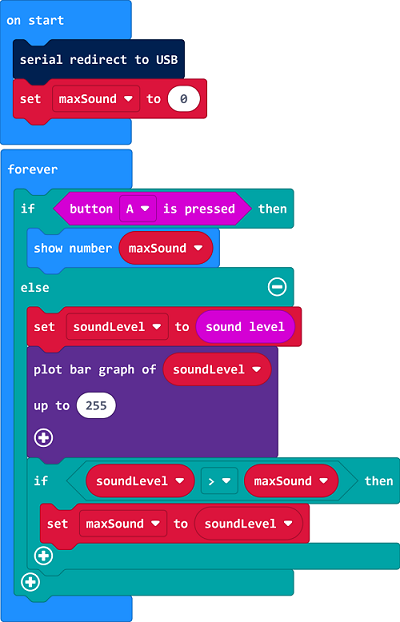 on start
serial redirect to USB
set maxSound to 0
forever
if button A is pressed then
show number maxSound
else
set soundLevel to sound level
plot bar graph of soundLevel
up to 255
if soundLevel > maxSound then
set maxSound to soundLevel